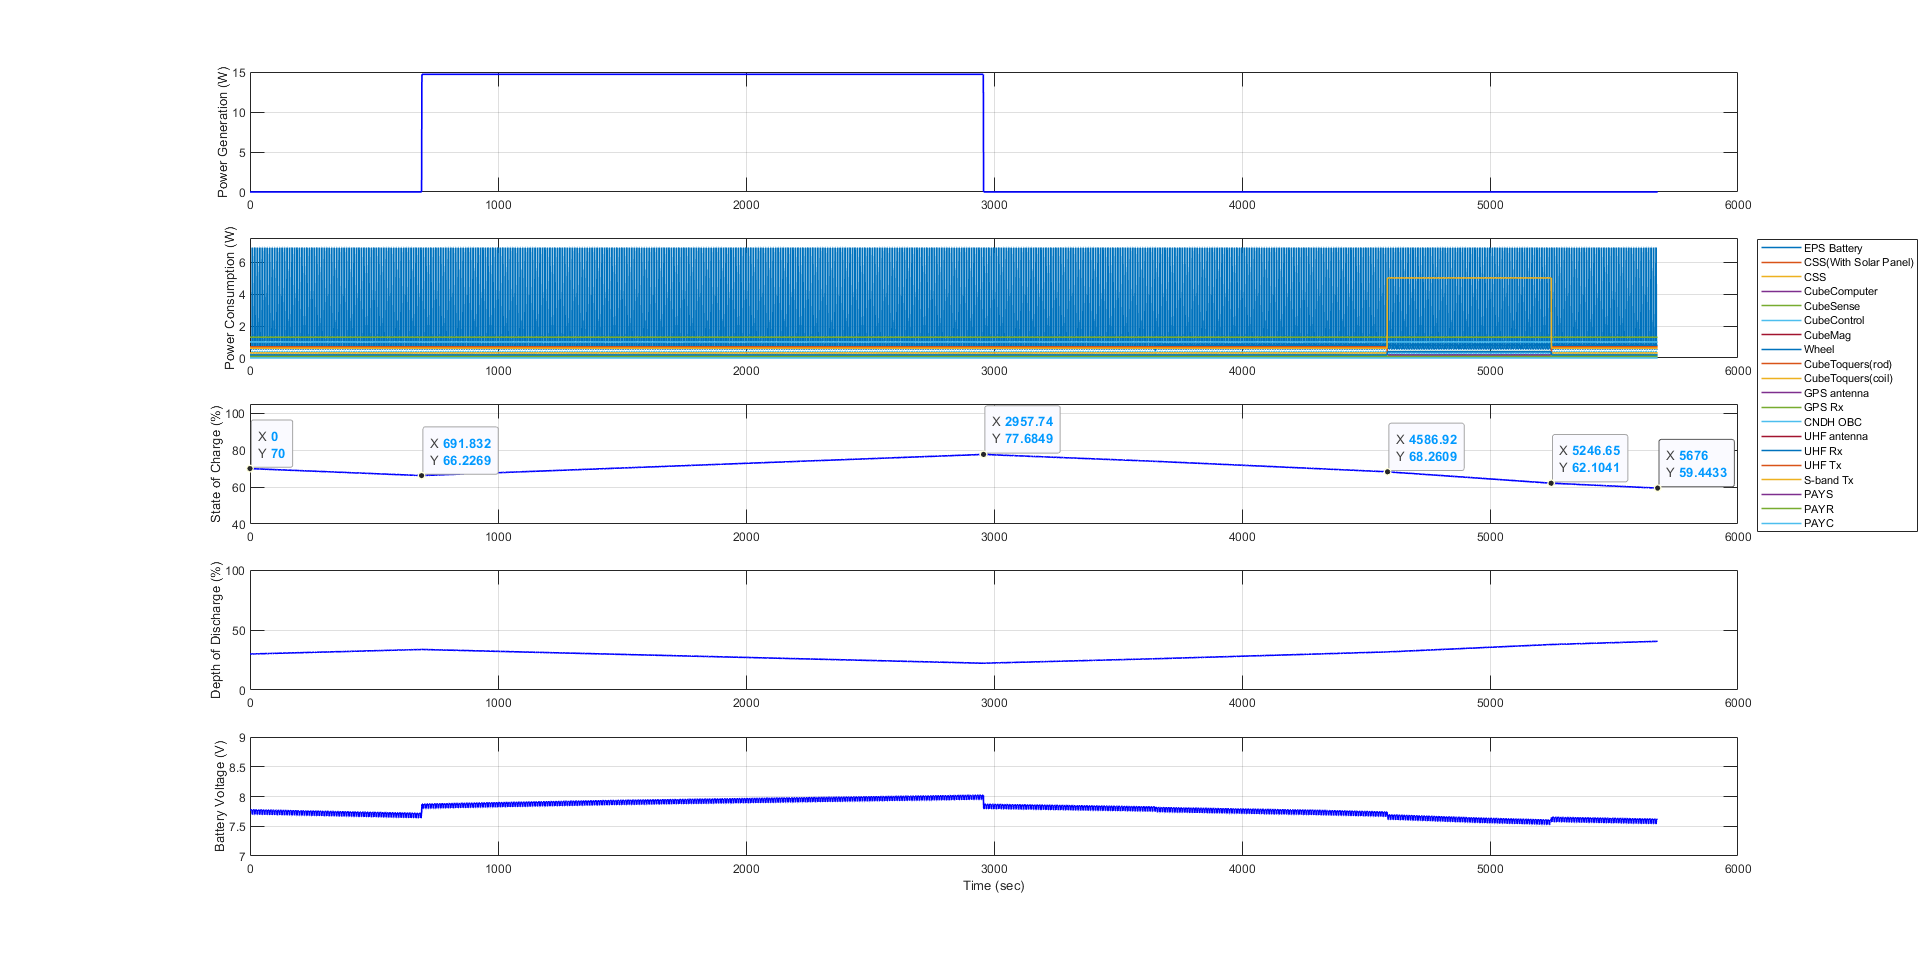 Power Generation (W)
15
10
5
0
0 1000 2000 3000 4000 5000 6000
Power Consumption (W)
6
4
2
0
0 1000 2000 3000 4000 5000 6000
EPS Battery
CSS(With Solar Panel)
CSS
CubeComputer
CubeSense
CubeControl
CubeMag
Wheel
CubeToquers(rod)
CubeToquers(coil)
GPS antenna
GPS Rx
CNDH OBC
UHF antenna
UHF Rx
UHF Tx
S-band Tx
PAYS
PAYR
PAYC
State of Charge (%)
100
80
60
40
X 0
Y 70
X 691.832
Y 66.2269
X 2957.74
Y 77.6849
X 4586.92
Y 68.2609
X 5246.65
Y 62.1041
X 5676
Y 59.4433
0 1000 2000 3000 4000 5000 6000
Depth of Discharge (%)
100
50
0
0 1000 2000 3000 4000 5000 6000
Battery Voltage (V)
9
8.5
8
7.5
7
0 1000 2000 3000 4000 5000 6000
Time (sec)